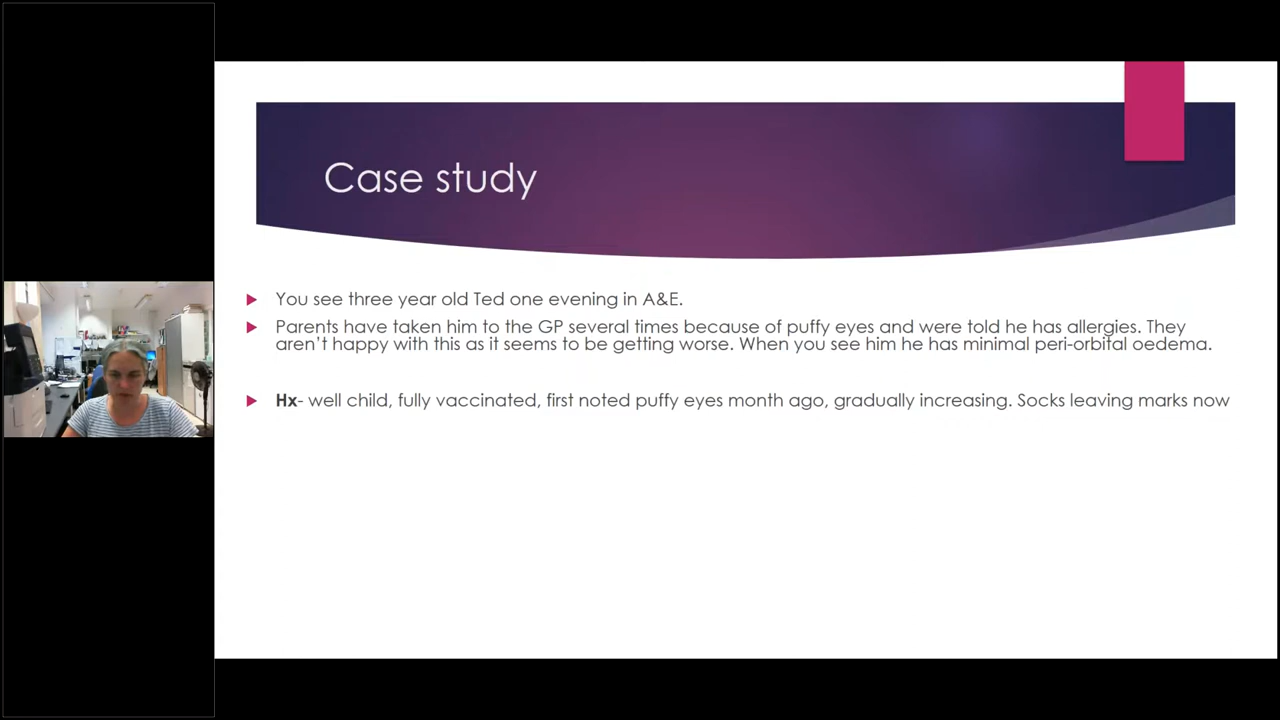 Case study
You see three year old Ted one evening in A&E.
Parents have taken him to the GP several times because of puffy eyes and were told he has allergies. They
aren't happy with this as it seems to be getting worse. When you see him he has minimal peri-orbital oedema.
Hx- well child, fully vaccinated, first noted puffy eyes month ago, gradually increasing. Socks leaving marks now